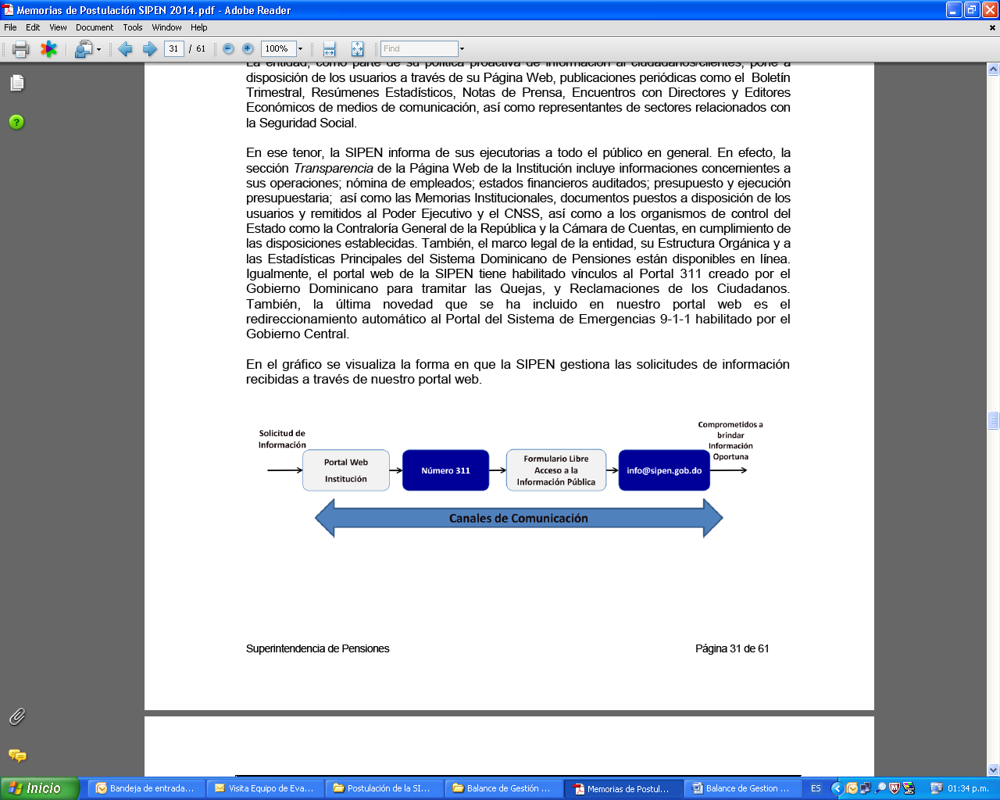 Memorias de Postulación SIPEN 2014.pdf - Adobe Reader
File Edit View Document Tools Window Help
31 / 61 100% Find
La entidad, como parte de su política proactiva de información al ciudadanos/clientes, pone a
disposición de los usuarios a través de su Página Web, publicaciones periódicas como el Boletín
Trimestral, Resúmenes Estadísticos, Notas de Prensa, Encuentros con Directores y Editores
Económicos de medios de comunicación, así como representantes de sectores relacionados con
la Seguridad Social.
En ese tenor, la SIPEN informa de sus ejecutorias a todo el público en general. En efecto, la
sección Transparencia de la Página Web de la Institución incluye informaciones concernientes a
sus operaciones; nómina de empleados; estados financieros auditados; presupuesto y ejecución
presupuestaria; así como las Memorias Institucionales, documentos puestos a disposición de los
usuarios y remitidos al Poder Ejecutivo y el CNSS, así como a los organismos de control del
Estado como la Contraloría General de la República y la Cámara de Cuentas, en cumplimiento de
las disposiciones establecidas. También, el marco legal de la entidad, su Estructura Orgánica y a
las Estadísticas Principales del Sistema Dominicano de Pensiones están disponibles en línea.
Igualmente, el portal web de la SIPEN tiene habilitado vínculos al Portal 311 creado por el
Gobierno Dominicano para tramitar las Quejas, y Reclamaciones de los Ciudadanos.
También, la última novedad que se ha incluido en nuestro portal web es el
redireccionamiento automático al Portal del Sistema de Emergencias 9-1-1 habilitado por el
Gobierno Central.
En el gráfico se visualiza la forma en que la SIPEN gestiona las solicitudes de información
recibidas a través de nuestro portal web.
Solicitud de
Información
Portal Web
Institución
Número 311
Formulario Libre
Acceso a la
Información Pública
info@sipen.gob.do
Comprometidos a
brindar
Información
Oportuna
Canales de Comunicación
Superintendencia de Pensiones Página 31 de 61
Inicio Bandeja de entrada... Visita Equipo de Eva... Postulación de la SI... Balance de Gestión ... Memorias de Postul... Balance de Gestion ... ES 01:34 p.m.